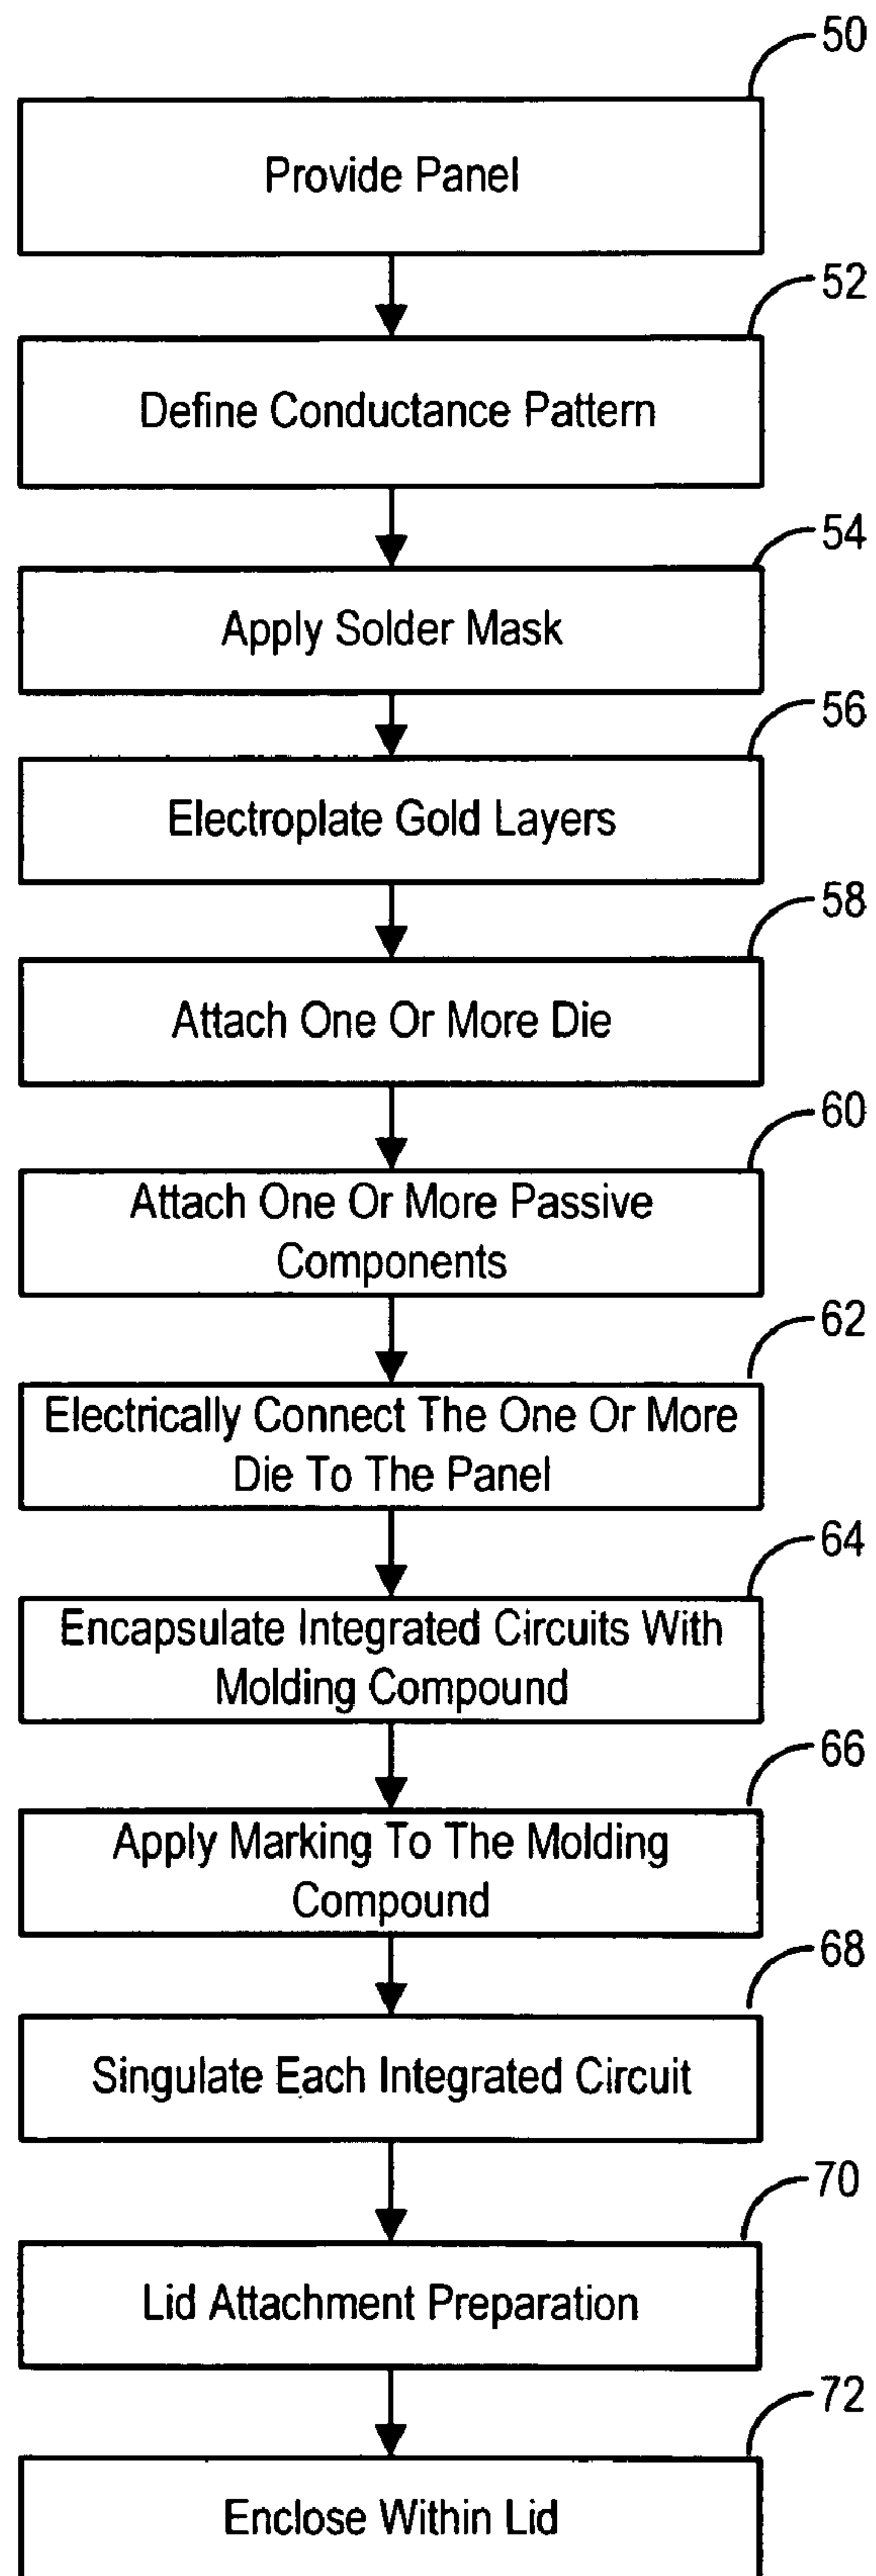 50
Provide Panel
52
Define Conductance Pattern
54
Apply Solder Mask
56
Electroplate Gold Layers
58
Attach One Or More Die
60
Attach One Or More Passive
Components
62
Electrically Connect The One Or More
Die To The Panel
64
Encapsulate Integrated Circuits With
Molding Compound
66
Apply Marking To The Molding
Compound
68
Singulate Each Integrated Circuit
70
Lid Attachment Preparation
72
Enclose Within Lid